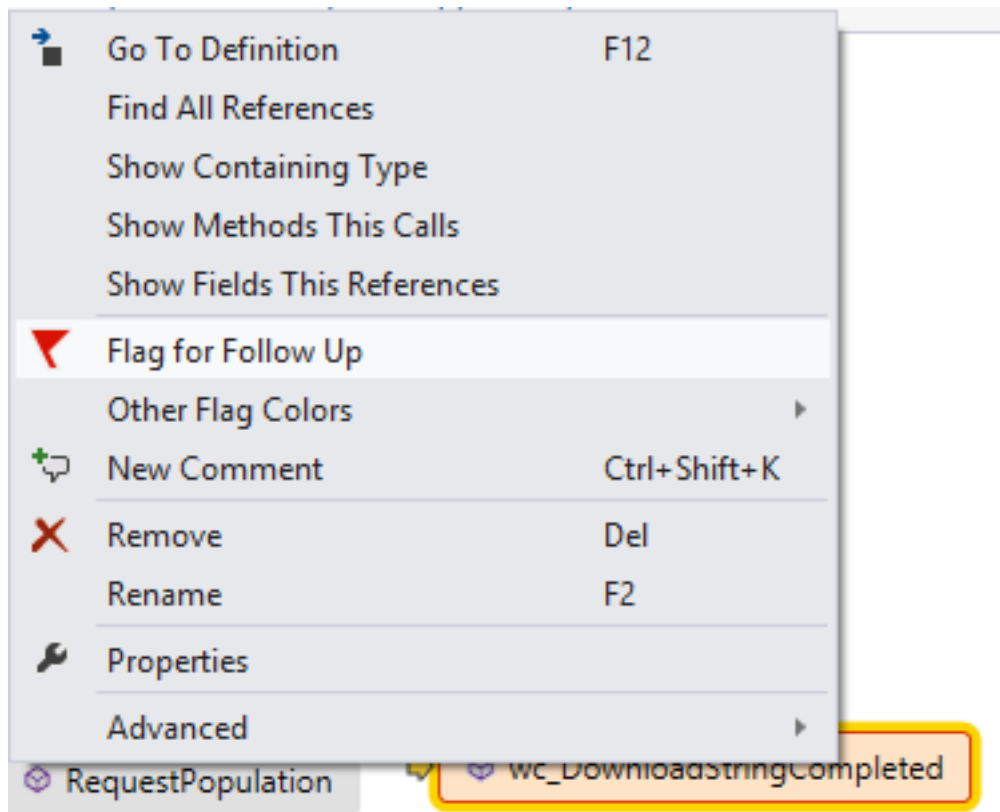 Go To Definition F12
Find All References
Show Containing Type
Show Methods This Calls
Show Fields This References
Flag for Follow Up
Other Flag Colors
New Comment Ctrl+Shift+K
Remove Del
Rename F2
Properties
Advanced
RequestPopulation wc_DownloadStringCompleted